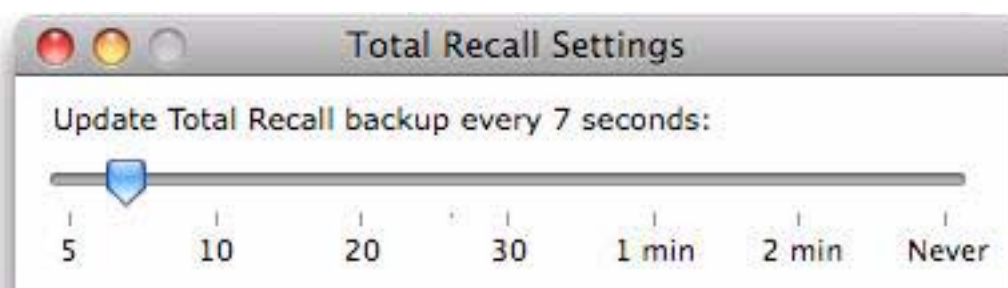 Total Recall Settings
Update Total Recall backup every 7 seconds:
5 10 20 30 1 min 2 min Never